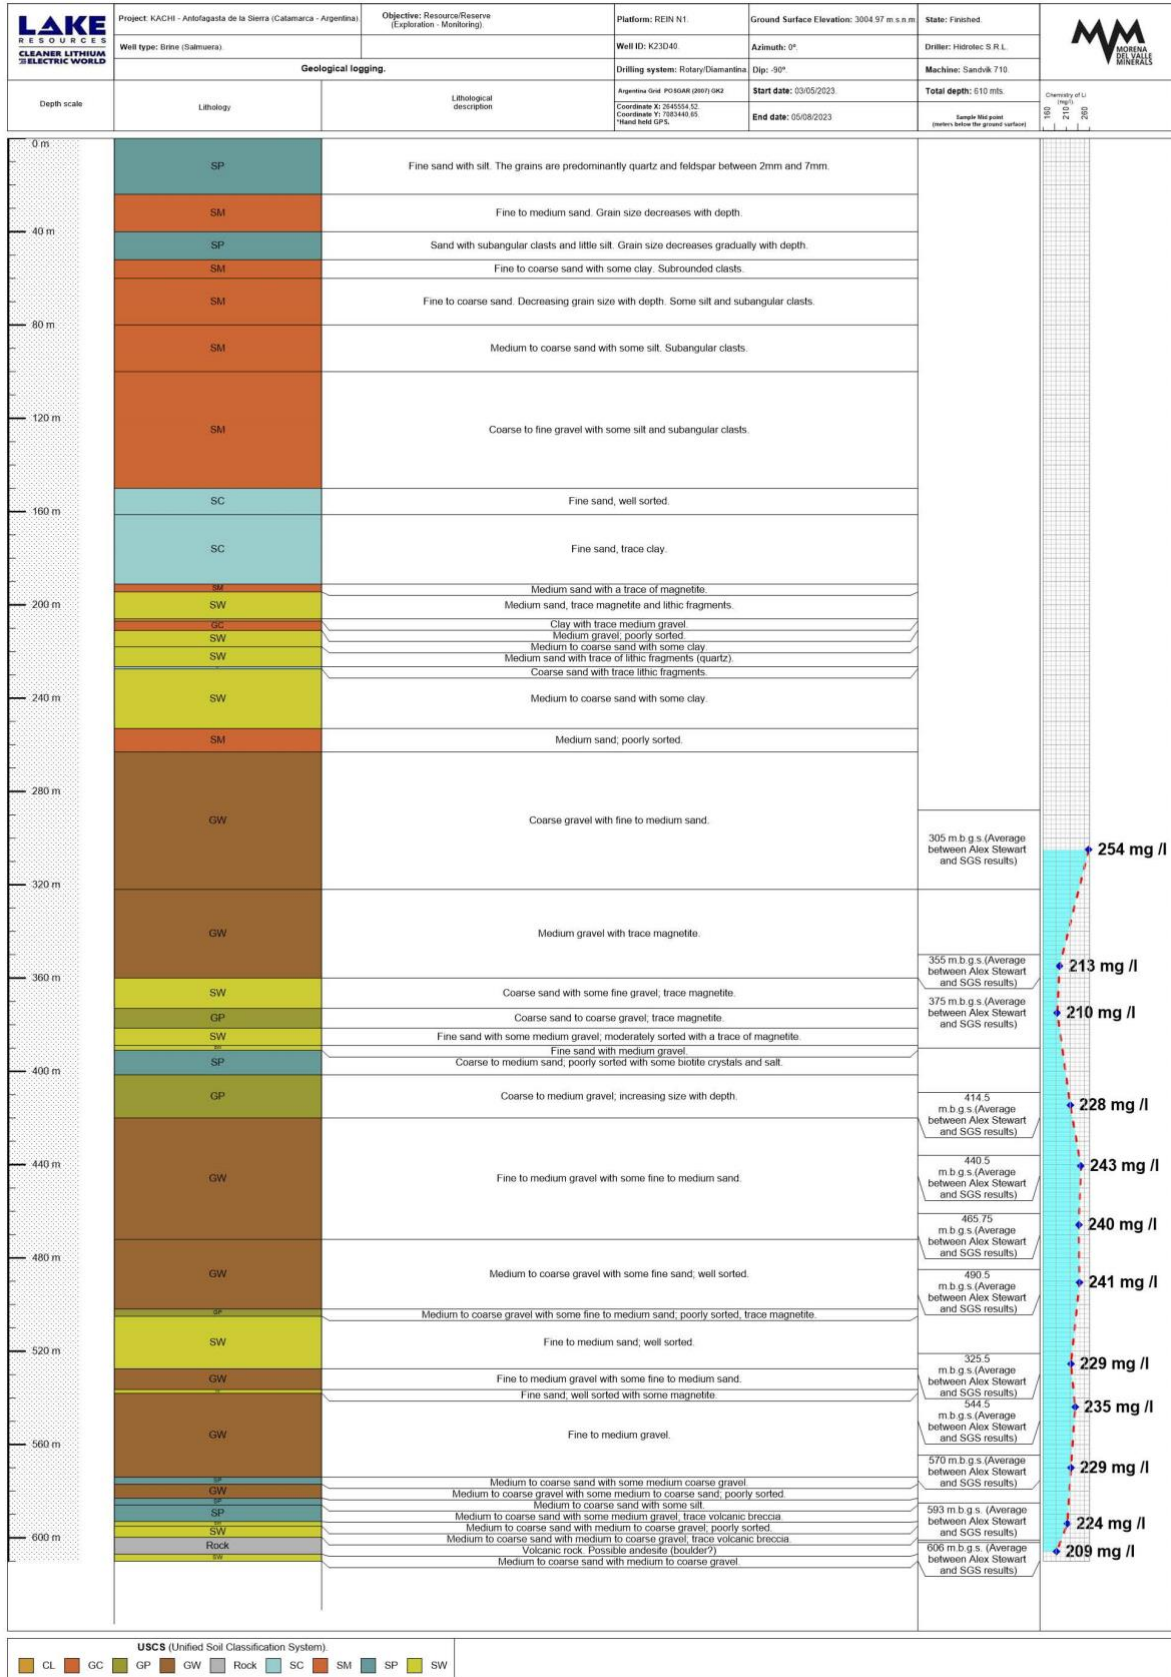 LAKE
RESOURCES
CLEANER LITHIUM
ELECTRIC WORLD
Project: KACHI - Antofagasta de la Sierra (Catamarca - Argentina)
Objective: Resource/Reserve
(Exploration - Monitoring).
Platform: REIN N1.
Ground Surface Elevation: 3004.97 m.s.n.m
State: Finished.
Well type: Brine (Salmuera).
Well ID: K23D40.
Azimuth: 0º.
Driller: Hidrotec S.R.L.
Geological logging.
Drilling system: Rotary/Diamantina.
Dip: -90º.
Machine: Sandvik 710.
MORENA
DEL VALLE
MINERALS
Depth scale
Lithology
Lithological
description
Argentina Grid POSGAR (2007) GK2
Coordinate X: 2645554,52.
Coordinate Y: 7083440,65.
*Hand held GPS.
Start date: 03/05/2023.
End date: 05/08/2023
Total depth: 610 mts.
Sample Mid point
(meters below the ground surface)
Chemistry of Li
(mg/l)
160
210
260
0 m
SP
Fine sand with silt. The grains are predominantly quartz and feldspar between 2mm and 7mm.
SM
Fine to medium sand. Grain size decreases with depth.
40 m
SP
Sand with subangular clasts and little silt. Grain size decreases gradually with depth.
SM
Fine to coarse sand with some clay. Subrounded clasts.
SM
Fine to coarse sand. Decreasing grain size with depth. Some silt and subangular clasts.
80 m
SM
Medium to coarse sand with some silt. Subangular clasts.
120 m
SM
Coarse to fine gravel with some silt and subangular clasts.
SC
Fine sand, well sorted.
160 m
SC
Fine sand, trace clay.
SM
Medium sand with a trace of magnetite.
200 m
SW
Medium sand, trace magnetite and lithic fragments.
GC
Clay with trace medium gravel.
SW
Medium gravel; poorly sorted.
Medium to coarse sand with some clay.
SW
Medium sand with trace of lithic fragments (quartz).
Coarse sand with trace lithic fragments.
240 m
SW
Medium to coarse sand with some clay.
SM
Medium sand; poorly sorted.
280 m
GW
Coarse gravel with fine to medium sand.
305 m.b.g.s.(Average
between Alex Stewart
and SGS results)
254 mg /l
320 m
GW
Medium gravel with trace magnetite.
355 m.b.g.s.(Average
between Alex Stewart
and SGS results)
213 mg /l
360 m
SW
Coarse sand with some fine gravel; trace magnetite.
375 m.b.g.s.(Average
between Alex Stewart
and SGS results)
210 mg /l
GP
Coarse sand to coarse gravel; trace magnetite.
SW
Fine sand with some medium gravel; moderately sorted with a trace of magnetite.
Fine sand with medium gravel.
SP
Coarse to medium sand; poorly sorted with some biotite crystals and salt.
400 m
GP
Coarse to medium gravel; increasing size with depth.
414.5
m.b.g.s.(Average
between Alex Stewart
and SGS results)
228 mg /l
440 m
GW
Fine to medium gravel with some fine to medium sand.
440.5
m.b.g.s.(Average
between Alex Stewart
and SGS results)
243 mg /l
465.75
m.b.g.s.(Average
between Alex Stewart
and SGS results)
240 mg /l
480 m
GW
Medium to coarse gravel with some fine sand; well sorted.
490.5
m.b.g.s.(Average
between Alex Stewart
and SGS results)
241 mg /l
GP
Medium to coarse gravel with some fine to medium sand; poorly sorted, trace magnetite.
SW
Fine to medium sand; well sorted.
520 m
325.5
m.b.g.s.(Average
between Alex Stewart
and SGS results)
229 mg /l
GW
Fine to medium gravel with some fine to medium sand.
Fine sand; well sorted with some magnetite.
544.5
m.b.g.s.(Average
between Alex Stewart
and SGS results)
235 mg /l
GW
Fine to medium gravel.
560 m
570 m.b.g.s.(Average
between Alex Stewart
and SGS results)
229 mg /l
SP
Medium to coarse sand with some medium coarse gravel.
GW
Medium to coarse gravel with some medium to coarse sand; poorly sorted.
SP
Medium to coarse sand with some silt.
SP
Medium to coarse sand with some medium gravel; trace volcanic breccia.
593 m.b.g.s. (Average
between Alex Stewart
and SGS results)
224 mg /l
Medium to coarse sand with medium to coarse gravel; poorly sorted.
SW
Medium to coarse sand with medium to coarse gravel; trace volcanic breccia.
600 m
Rock
Volcanic rock. Possible andesite (boulder?)
606 m.b.g.s. (Average
between Alex Stewart
and SGS results)
209 mg /l
SW
Medium to coarse sand with medium to coarse gravel.
USCS (Unified Soil Classification System).
CL GC GP GW Rock SC SM SP SW